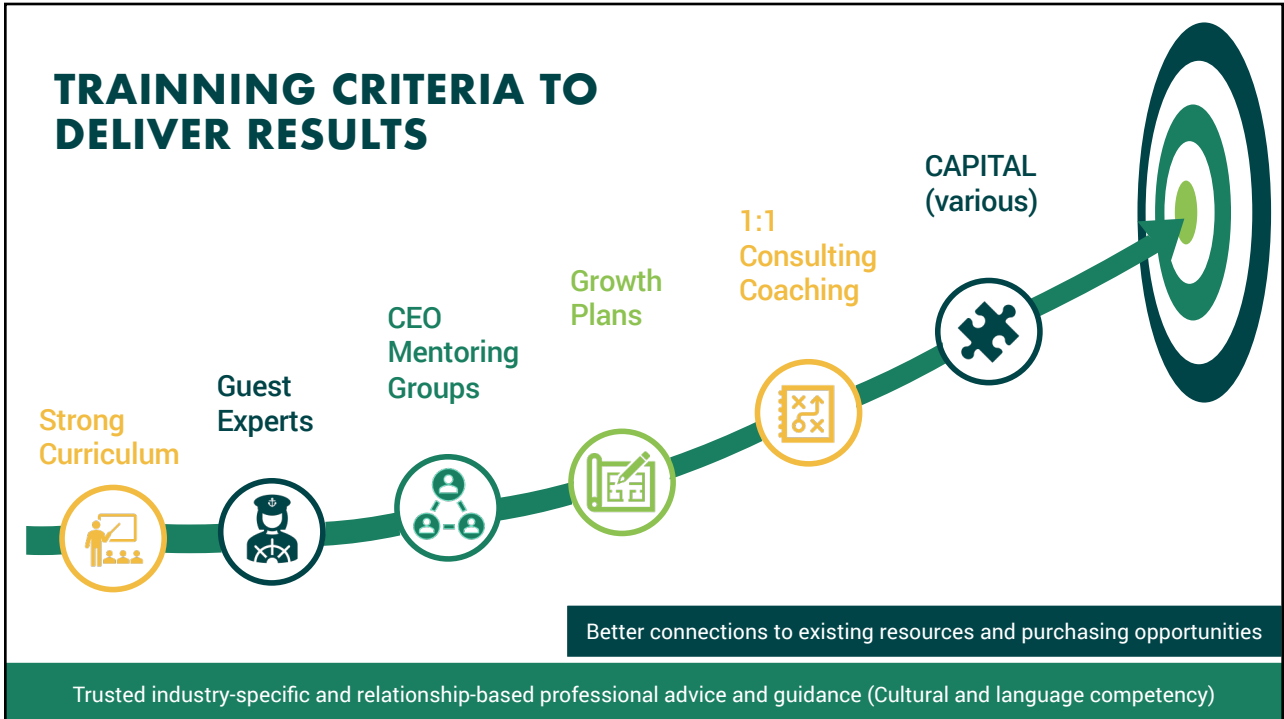 TRAINNING CRITERIA TO
DELIVER RESULTS
Strong
Curriculum
Guest
Experts
CEO
Mentoring
Groups
Growth
Plans
1:1
Consulting
Coaching
CAPITAL
(various)
Better connections to existing resources and purchasing opportunities
Trusted industry-specific and relationship-based professional advice and guidance (Cultural and language competency)